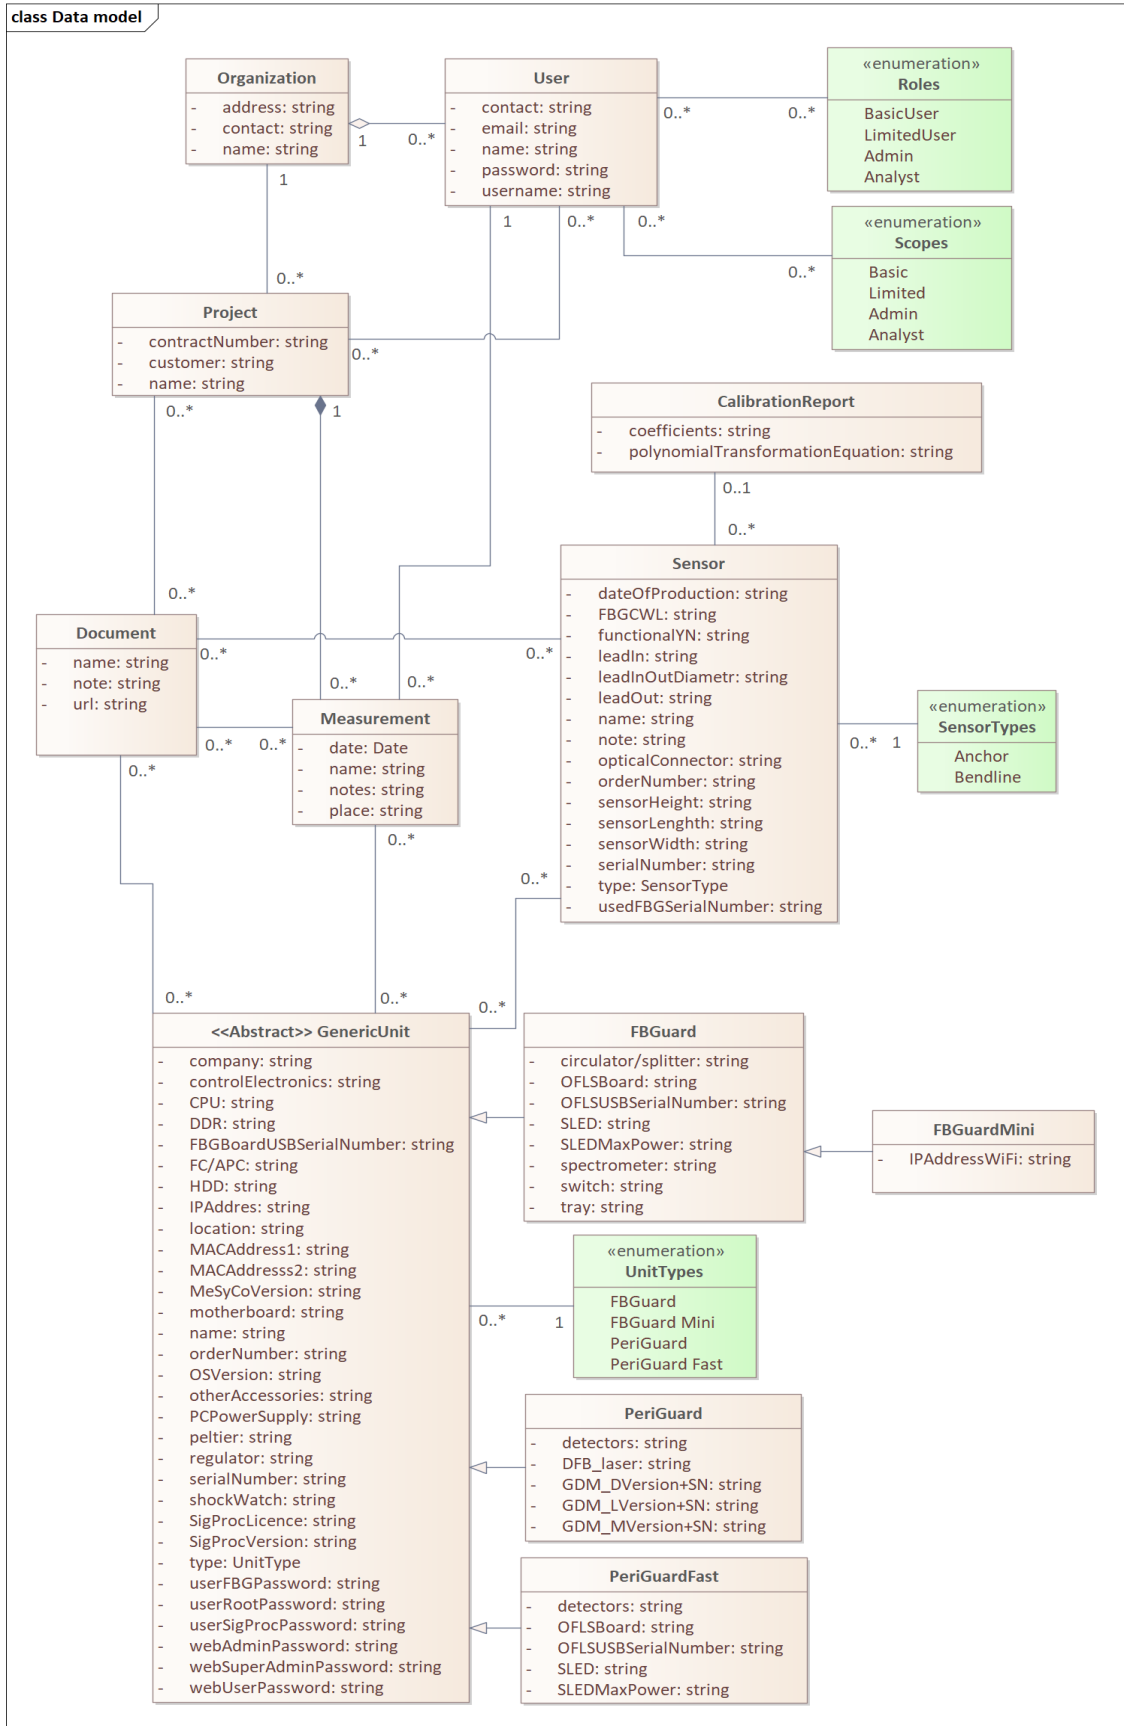 class Data model
Organization
- address: string
- contact: string
- name: string
User
- contact: string
- email: string
- name: string
- password: string
- username: string
«enumeration»
Roles
BasicUser
LimitedUser
Admin
Analyst
1
0..*
0..*
0..*
«enumeration»
Scopes
Basic
Limited
Admin
Analyst
1
1
0..*
0..*
0..*
0..*
Project
- contractNumber: string
- customer: string
- name: string
0..*
0..*
1
CalibrationReport
- coefficients: string
- polynomialTransformationEquation: string
0..1
0..*
Sensor
- dateOfProduction: string
- FBGCWL: string
- functionalYN: string
- leadIn: string
- leadInOutDiametr: string
- leadOut: string
- name: string
- note: string
- opticalConnector: string
- orderNumber: string
- sensorHeight: string
- sensorLenghth: string
- sensorWidth: string
- serialNumber: string
- type: SensorType
- usedFBGSerialNumber: string
0..*
Document
- name: string
- note: string
- url: string
0..*
0..*
0..*
0..*
Measurement
- date: Date
- name: string
- notes: string
- place: string
0..*
0..*
0..*
0..*
«enumeration»
SensorTypes
Anchor
Bendline
0..*
1
0..*
0..*
0..*
0..*
0..*
<<Abstract>> GenericUnit
- company: string
- controlElectronics: string
- CPU: string
- DDR: string
- FBGBoardUSBSerialNumber: string
- FC/APC: string
- HDD: string
- IPAddres: string
- location: string
- MACAddress1: string
- MACAddresss2: string
- MeSyCoVersion: string
- motherboard: string
- name: string
- orderNumber: string
- OSVersion: string
- otherAccessories: string
- PCPowerSupply: string
- peltier: string
- regulator: string
- serialNumber: string
- shockWatch: string
- SigProcLicence: string
- SigProcVersion: string
- type: UnitType
- userFBGPassword: string
- userRootPassword: string
- userSigProcPassword: string
- webAdminPassword: string
- webSuperAdminPassword: string
- webUserPassword: string
FBGuard
- circulator/splitter: string
- OFLSBoard: string
- OFLSUSBSerialNumber: string
- SLED: string
- SLEDMaxPower: string
- spectrometer: string
- switch: string
- tray: string
FBGuardMini
- IPAddressWiFi: string
«enumeration»
UnitTypes
FBGuard
FBGuard Mini
PeriGuard
PeriGuard Fast
0..*
1
PeriGuard
- detectors: string
- DFB_laser: string
- GDM_DVersion+SN: string
- GDM_LVersion+SN: string
- GDM_MVersion+SN: string
PeriGuardFast
- detectors: string
- OFLSBoard: string
- OFLSUSBSerialNumber: string
- SLED: string
- SLEDMaxPower: string